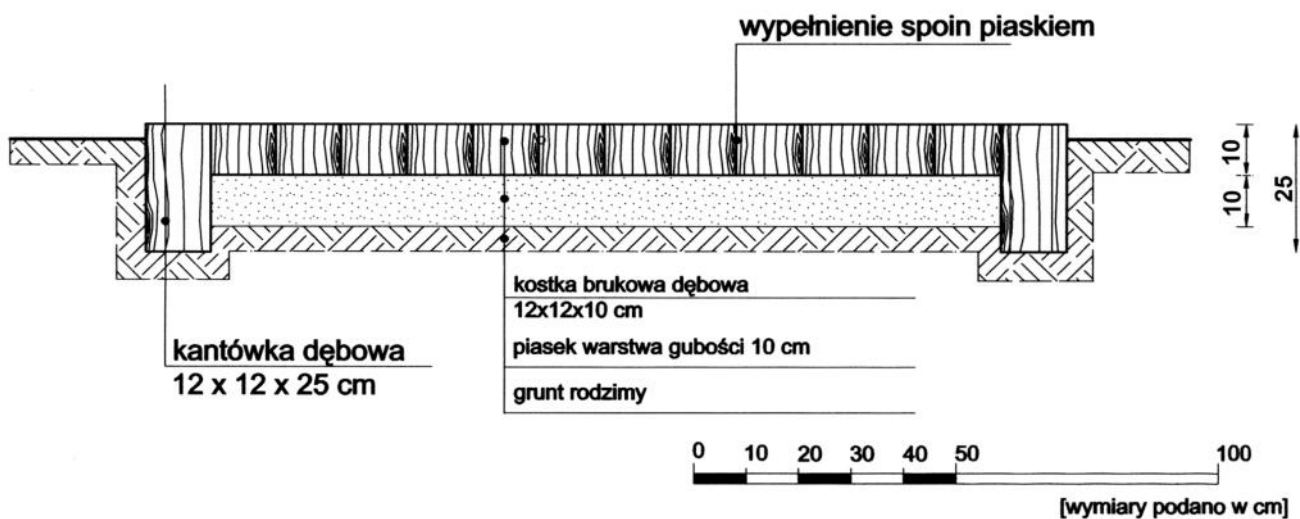 wypełnienie spoin piaskiem
10
10
25
kostka brukowa dębowa
12x12x10 cm
kantówka dębowa
12 x 12 x 25 cm
piasek warstwa gubości 10 cm
grunt rodzimy
0 10 20 30 40 50 100
[wymiary podano w cm]